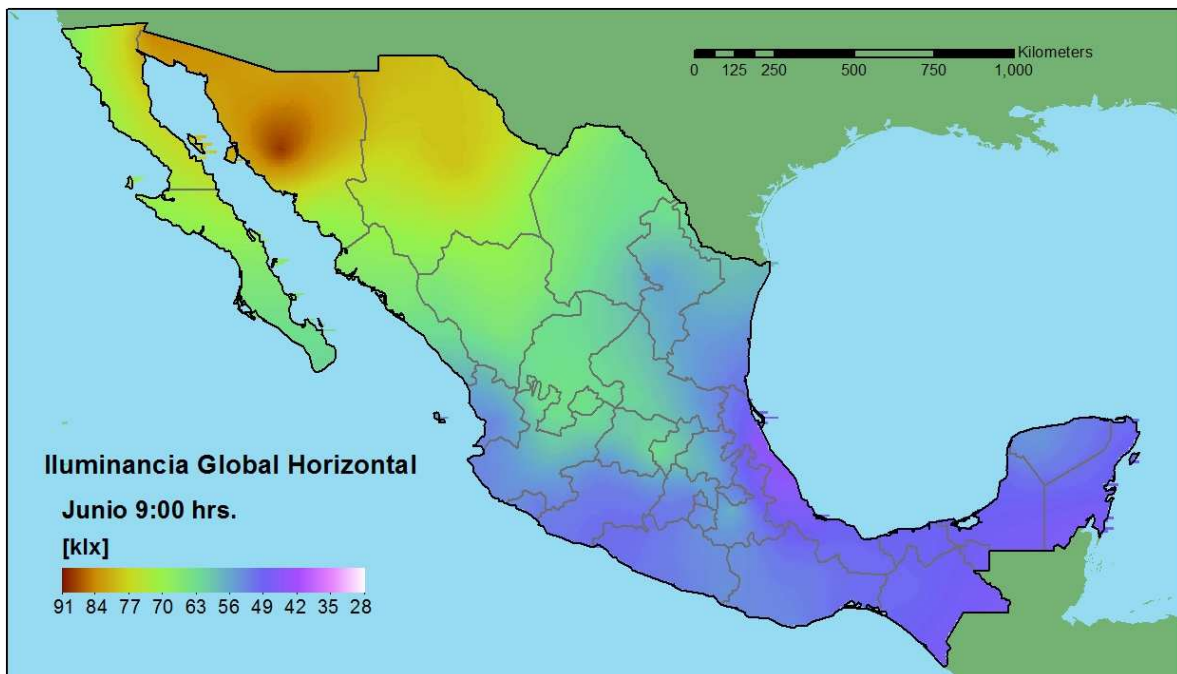 Kilometers
0 125 250 500 750 1,000
Iluminancia Global Horizontal
Junio 9:00 hrs.
[klx]
91 84 77 70 63 56 49 42 35 28